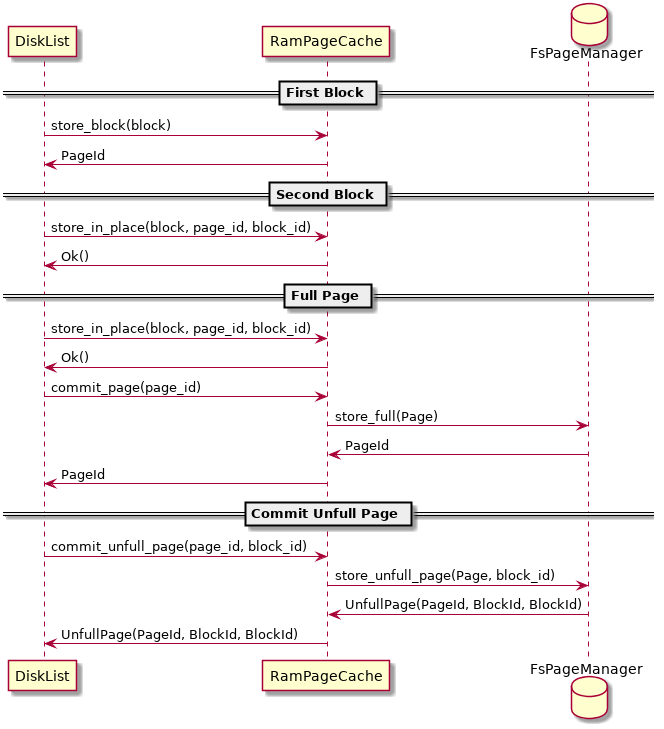 DiskList
RamPageCache
FsPageManager
First Block
store_block(block)
PageId
Second Block
store_in_place(block, page_id, block_id)
Ok()
Full Page
store_in_place(block, page_id, block_id)
Ok()
commit_page(page_id)
store_full(Page)
PageId
PageId
Commit Unfull Page
commit_unfull_page(page_id, block_id)
store_unfull_page(Page, block_id)
UnfullPage(PageId, BlockId, BlockId)
UnfullPage(PageId, BlockId, BlockId)
DiskList
RamPageCache
FsPageManager